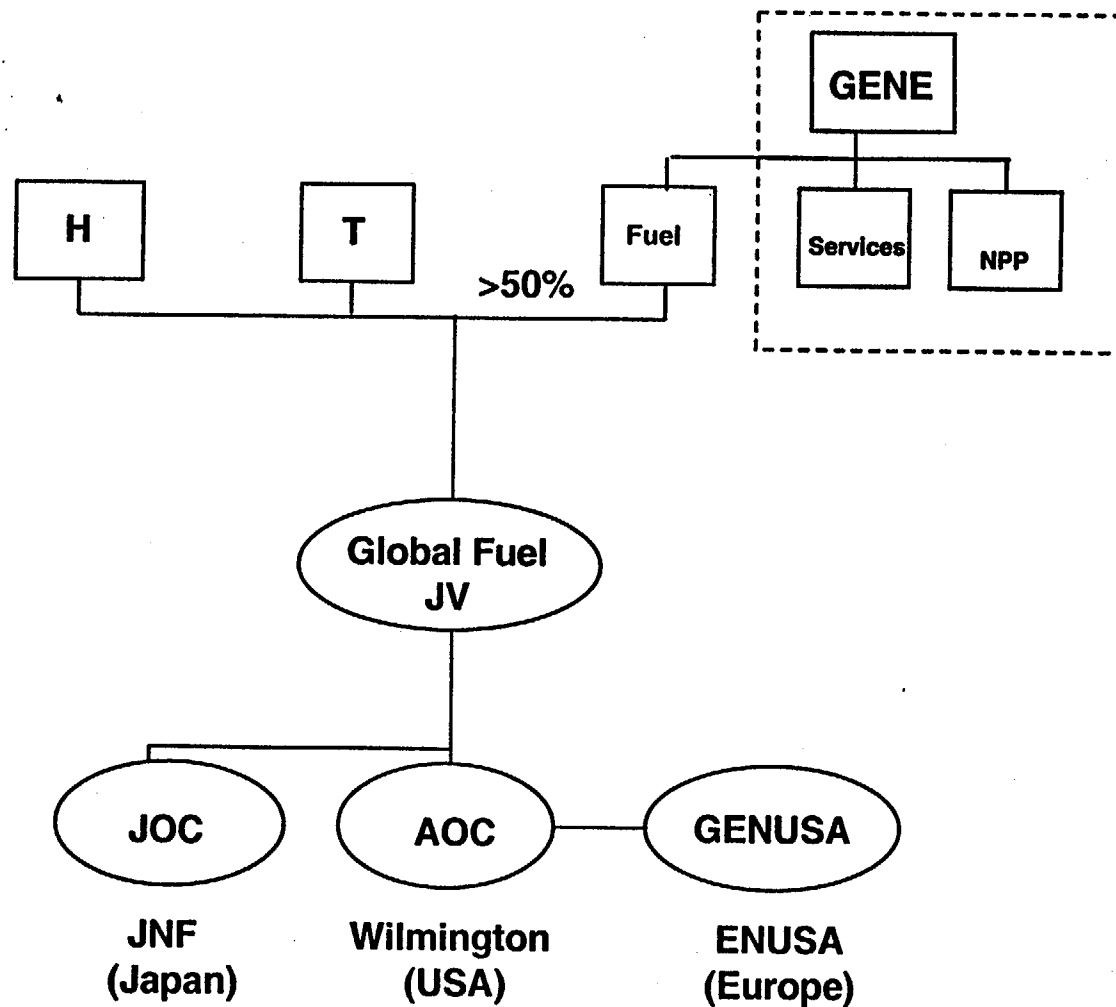 GENE
H
T
Fuel
Services
NPP
>50%
Global Fuel
JV
JOC
AOC
GENUSA
JNF
(Japan)
Wilmington
(USA)
ENUSA
(Europe)